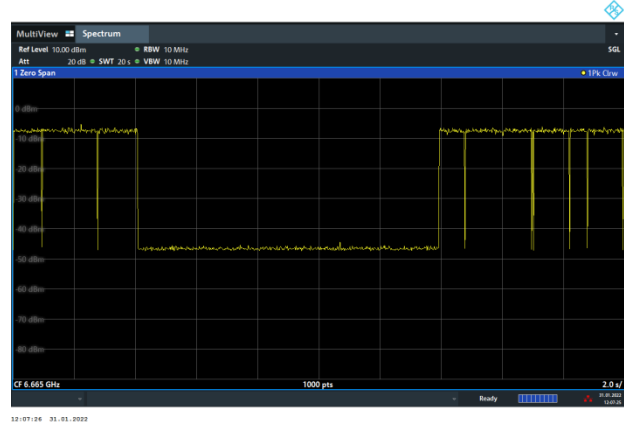 MultiView Spectrum
Ref Level 10.00 dBm RBW 10 MHz SGL
Att 20 dB SWT 20 s VBW 10 MHz
1 Zero Span 1Pk Clrw
0 dBm
-10 dBm
-20 dBm
-30 dBm
-40 dBm
-50 dBm
-60 dBm
-70 dBm
-80 dBm
CF 6.665 GHz 1000 pts 2.0 s/
Ready 31.01.2022
12:07:25
12:07:26 31.01.2022